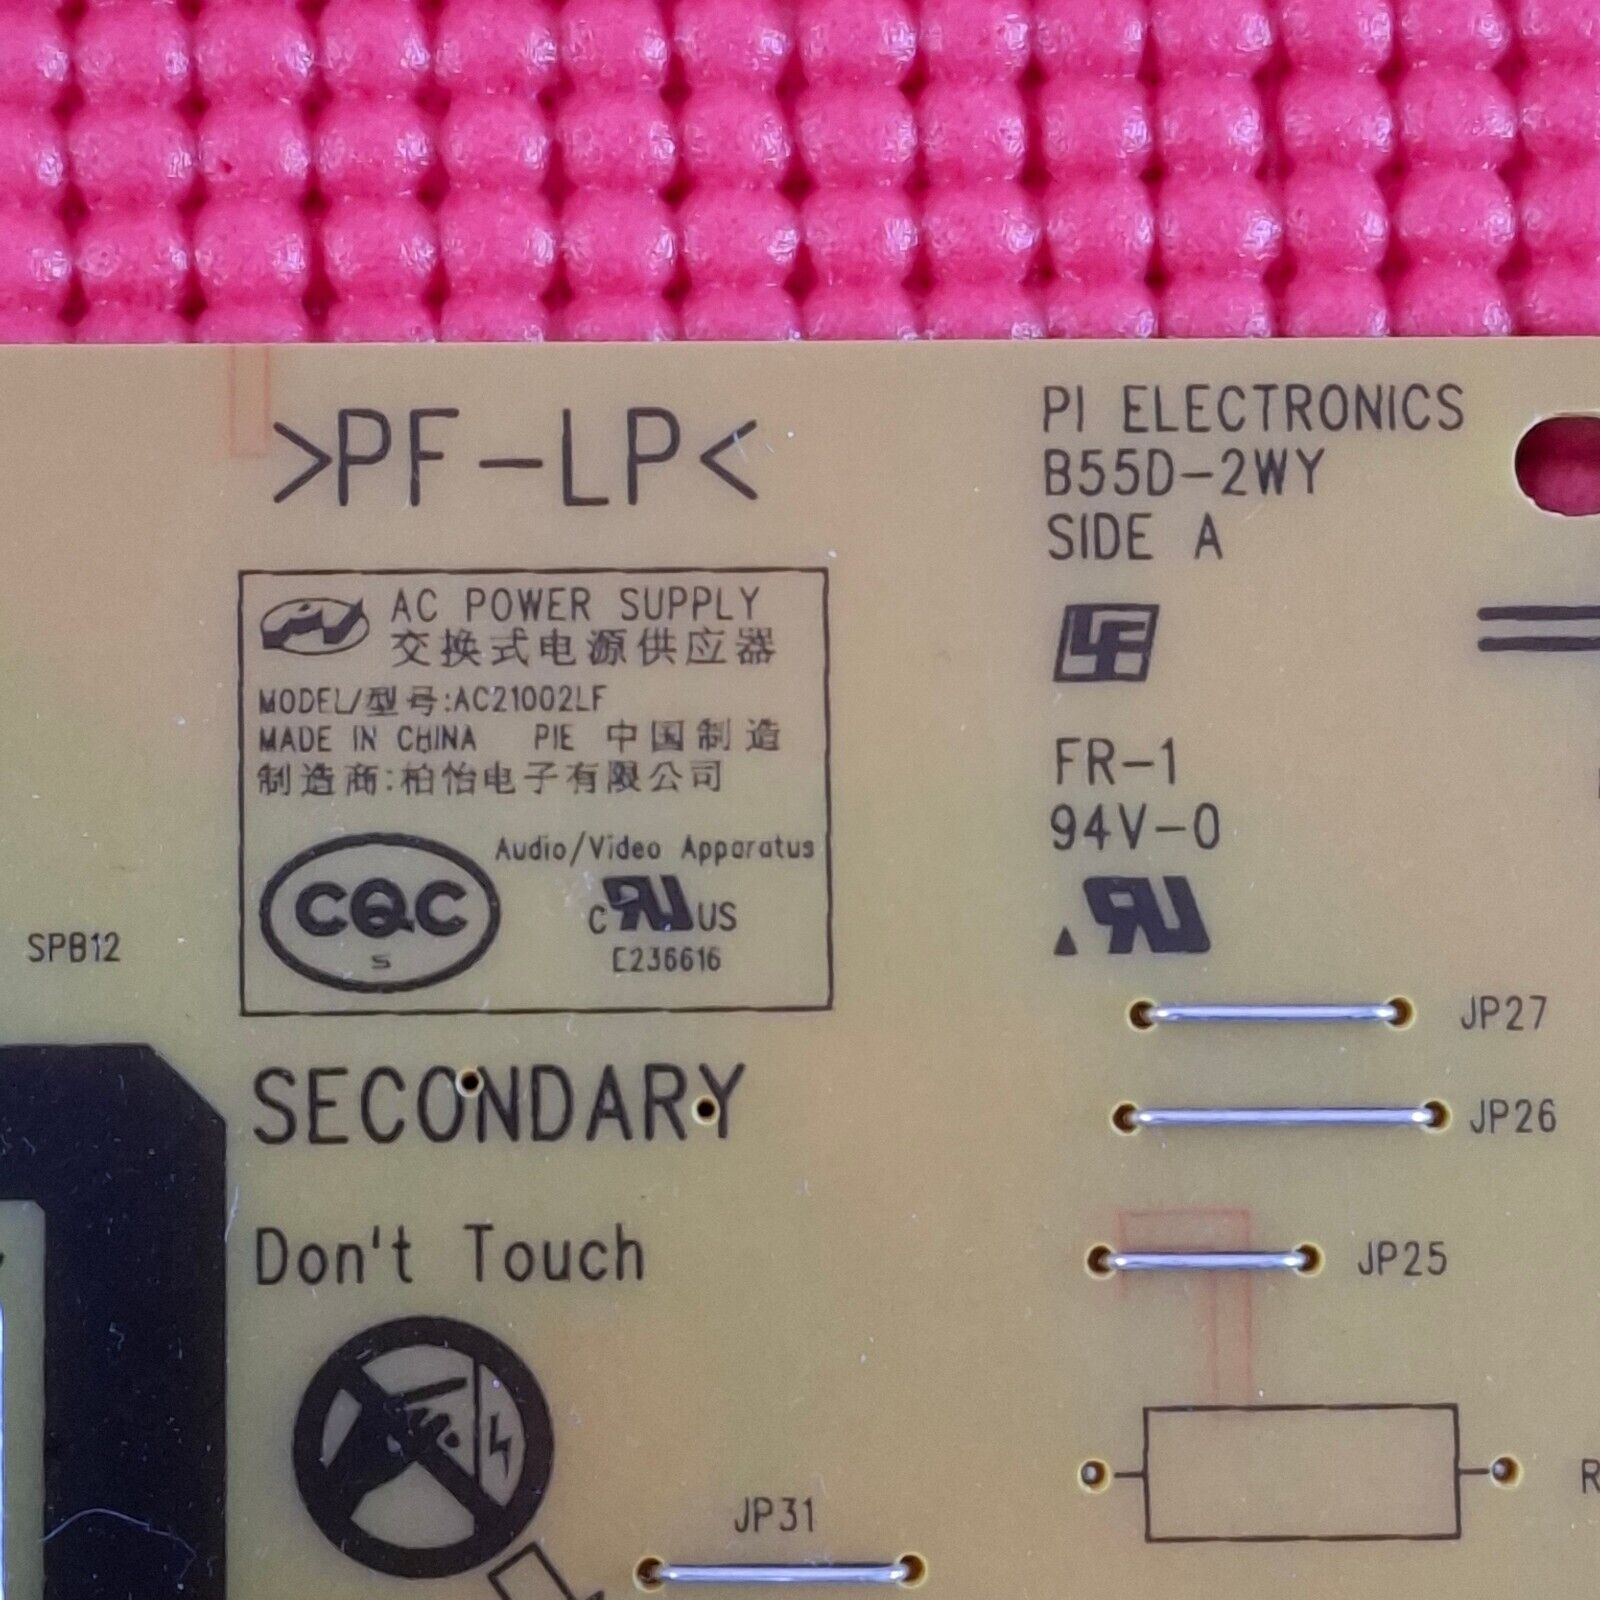 >PF-LP<
PI ELECTRONICS
B55D-2WY
SIDE A
AC POWER SUPPLY
交换式电源供应器
MODEL/型号:AC21002LF
MADE IN CHINA PIE 中国制造
制造商:柏怡电子有限公司
CQC
S
Audio/Video Apparatus
C RU US
E236616
FR-1
94V-0
RU
SPB12
JP27
JP26
SECONDARY
JP25
Don't Touch
R
JP31